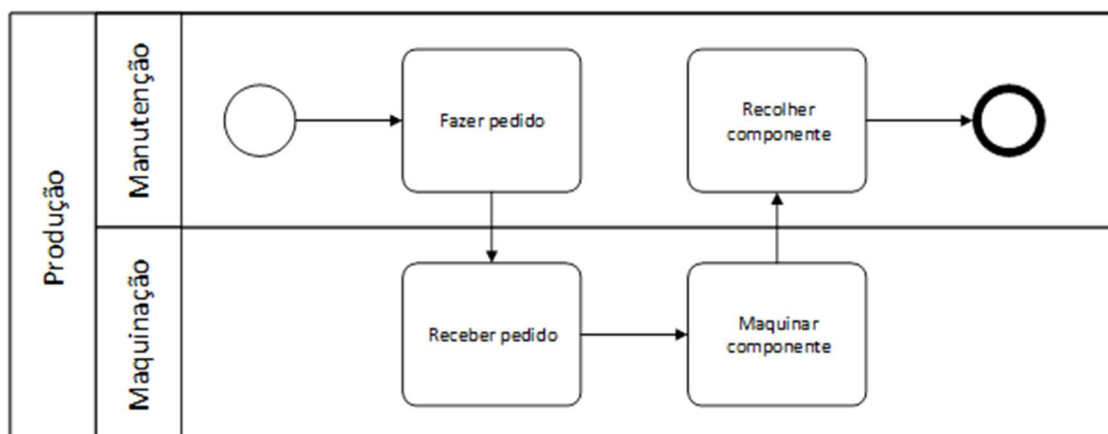 Produção
Manutenção
Fazer pedido
Recolher
componente
Maquinação
Receber pedido
Maquinar
componente